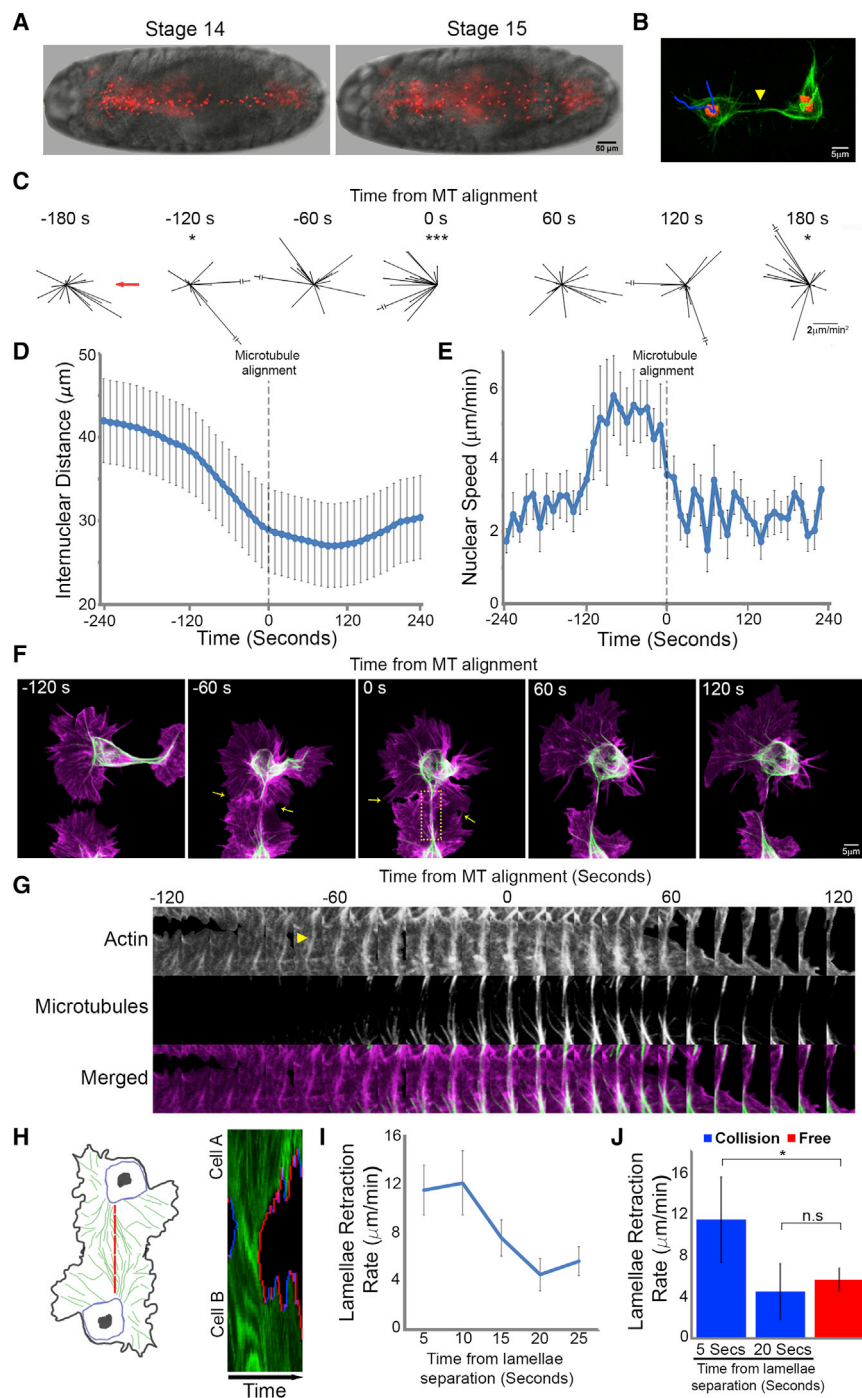 A
Stage 14
Stage 15
50 μm
B
5μm
C
Time from MT alignment
-180 s
-120 s
-60 s
0 s
60 s
120 s
180 s
*
***
*
2μm/min²
D
Internuclear Distance (μm)
50
40
30
20
Microtubule
alignment
-240
-120
0
120
240
Time (Seconds)
E
Nuclear Speed (μm/min)
6
4
2
0
Microtubule
alignment
-240
-120
0
120
240
Time (Seconds)
F
Time from MT alignment
-120 s
-60 s
0 s
60 s
120 s
5μm
G
Time from MT alignment (Seconds)
-120
-60
0
60
120
Actin
Microtubules
Merged
H
Cell A
Cell B
Time
I
Lamellae Retraction
Rate (μm/min)
16
12
8
4
0
5
10
15
20
25
Time from lamellae
separation (Seconds)
J
Collision
Free
Lamellae Retraction
Rate (μm/min)
16
12
8
4
0
*
n.s
5 Secs
20 Secs
Time from lamellae
separation (Seconds)